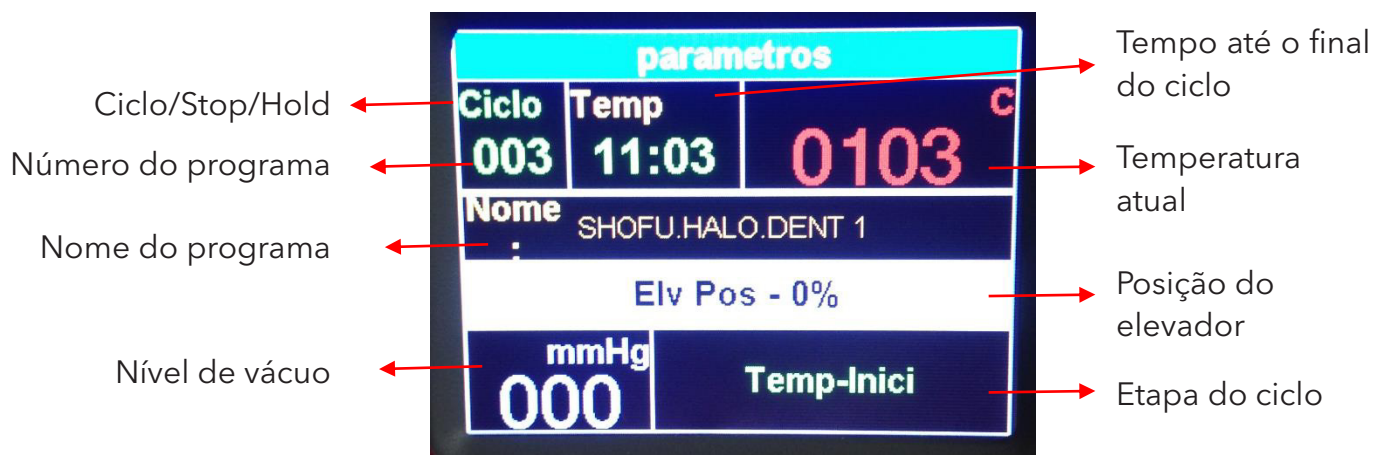 parametros
Ciclo
Temp
C
003
11:03
0103
Nome
:
SHOFU.HALO.DENT 1
Elv Pos - 0%
mmHg
000
Temp-Inici
Ciclo/Stop/Hold
Número do programa
Nome do programa
Nível de vácuo
Tempo até o final
do ciclo
Temperatura
atual
Posição do
elevador
Etapa do ciclo